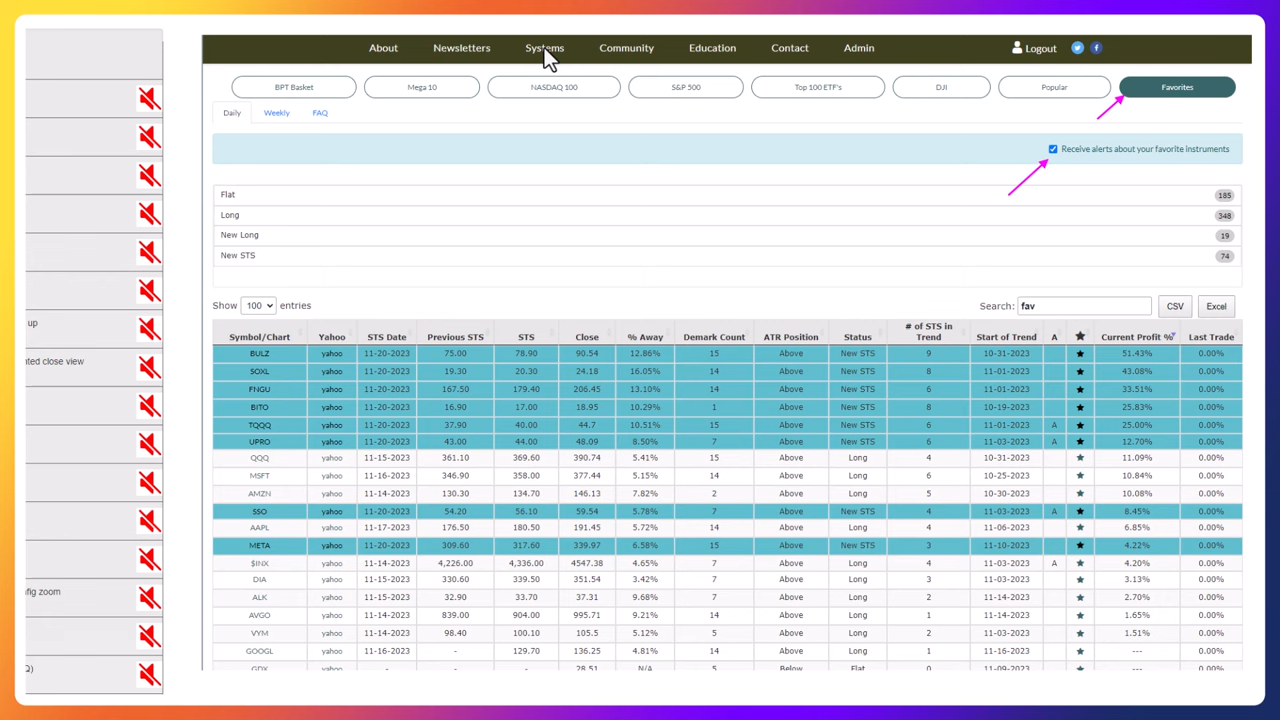 About Newsletters Systems Community Education Contact Admin Logout
BPT Basket Mega 10 NASDAQ 100 S&P 500 Top 100 ETF's DJI Popular Favorites
Daily Weekly FAQ
Receive alerts about your favorite instruments
Flat 185
Long 348
New Long 19
New STS 74
Show 100 entries Search: fav CSV Excel
Symbol/Chart Yahoo STS Date Previous STS STS Close % Away Demark Count ATR Position Status # of STS in Trend Start of Trend A ★ Current Profit % Last Trade
BULZ yahoo 11-20-2023 75.00 78.90 90.54 12.86% 15 Above New STS 9 10-31-2023 ★ 51.43% 0.00%
SOXL yahoo 11-20-2023 19.30 20.30 24.18 16.05% 14 Above New STS 8 11-01-2023 ★ 43.08% 0.00%
FNGU yahoo 11-20-2023 167.50 179.40 206.45 13.10% 14 Above New STS 6 11-01-2023 ★ 33.51% 0.00%
BITO yahoo 11-20-2023 16.90 17.00 18.95 10.29% 1 Above New STS 8 10-19-2023 ★ 25.83% 0.00%
TQQQ yahoo 11-20-2023 37.90 40.00 44.7 10.51% 15 Above New STS 6 11-01-2023 A ★ 25.00% 0.00%
UPRO yahoo 11-20-2023 43.00 44.00 48.09 8.50% 7 Above New STS 6 11-03-2023 A ★ 12.70% 0.00%
QQQ yahoo 11-15-2023 361.10 369.60 390.74 5.41% 15 Above Long 4 10-31-2023 ★ 11.09% 0.00%
MSFT yahoo 11-15-2023 346.90 358.00 377.44 5.15% 14 Above Long 6 10-25-2023 ★ 10.84% 0.00%
AMZN yahoo 11-14-2023 130.30 134.70 146.13 7.82% 2 Above Long 5 10-30-2023 ★ 10.08% 0.00%
SSO yahoo 11-20-2023 54.20 56.10 59.54 5.78% 7 Above New STS 4 11-03-2023 A ★ 8.45% 0.00%
AAPL yahoo 11-17-2023 176.50 180.50 191.45 5.72% 14 Above Long 4 11-06-2023 ★ 6.85% 0.00%
META yahoo 11-20-2023 309.60 317.60 339.97 6.58% 15 Above New STS 3 11-10-2023 ★ 4.22% 0.00%
$INX yahoo 11-14-2023 4,226.00 4,336.00 4547.38 4.65% 7 Above Long 4 11-03-2023 A ★ 4.20% 0.00%
DIA yahoo 11-15-2023 330.60 339.50 351.54 3.42% 7 Above Long 3 11-03-2023 ★ 3.13% 0.00%
ALK yahoo 11-15-2023 32.90 33.70 37.31 9.68% 7 Above Long 2 11-14-2023 ★ 2.70% 0.00%
AVGO yahoo 11-14-2023 839.00 904.00 995.71 9.21% 14 Above Long 1 11-14-2023 ★ 1.65% 0.00%
VYM yahoo 11-14-2023 98.40 100.10 105.5 5.12% 5 Above Long 2 11-03-2023 ★ 1.51% 0.00%
GOOGL yahoo 11-16-2023 - 129.70 136.25 4.81% 14 Above Long 1 11-16-2023 ★ --- 0.00%
GDX yahoo - - - 28.51 N/A 5 Below Flat 0 11-09-2023 ★ --- 0.00%
up
nted close view
nfig zoom
Q)